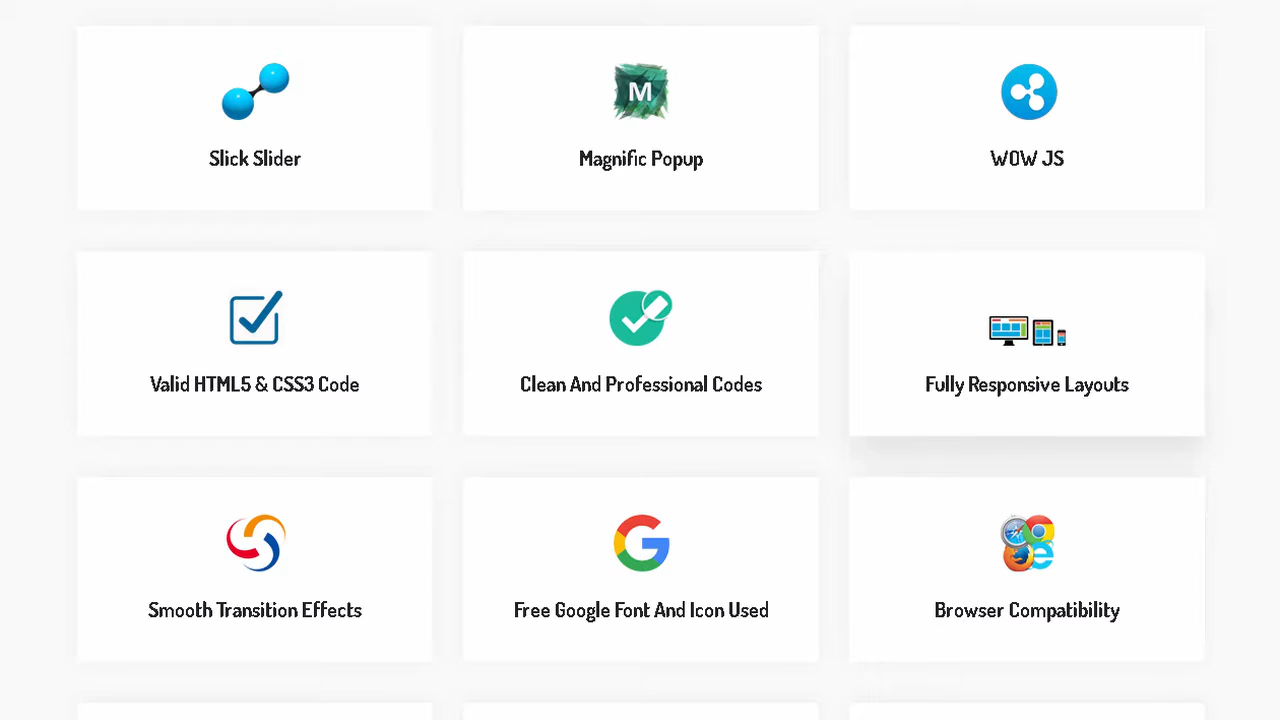 M
Slick Slider
Magnific Popup
WOW JS
Valid HTML5 & CSS3 Code
Clean And Professional Codes
Fully Responsive Layouts
Smooth Transition Effects
Free Google Font And Icon Used
Browser Compatibility